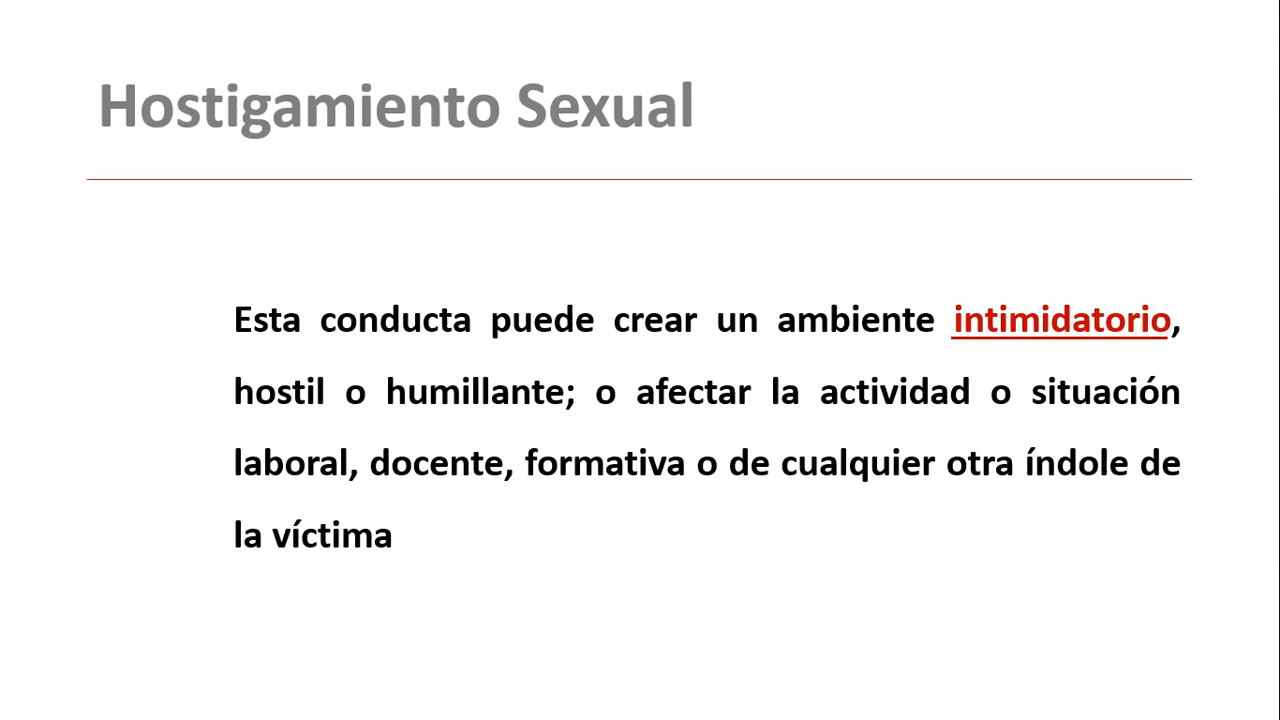 Hostigamiento Sexual
Esta conducta puede crear un ambiente intimidatorio,
hostil o humillante; o afectar la actividad o situación
laboral, docente, formativa o de cualquier otra índole de
la víctima